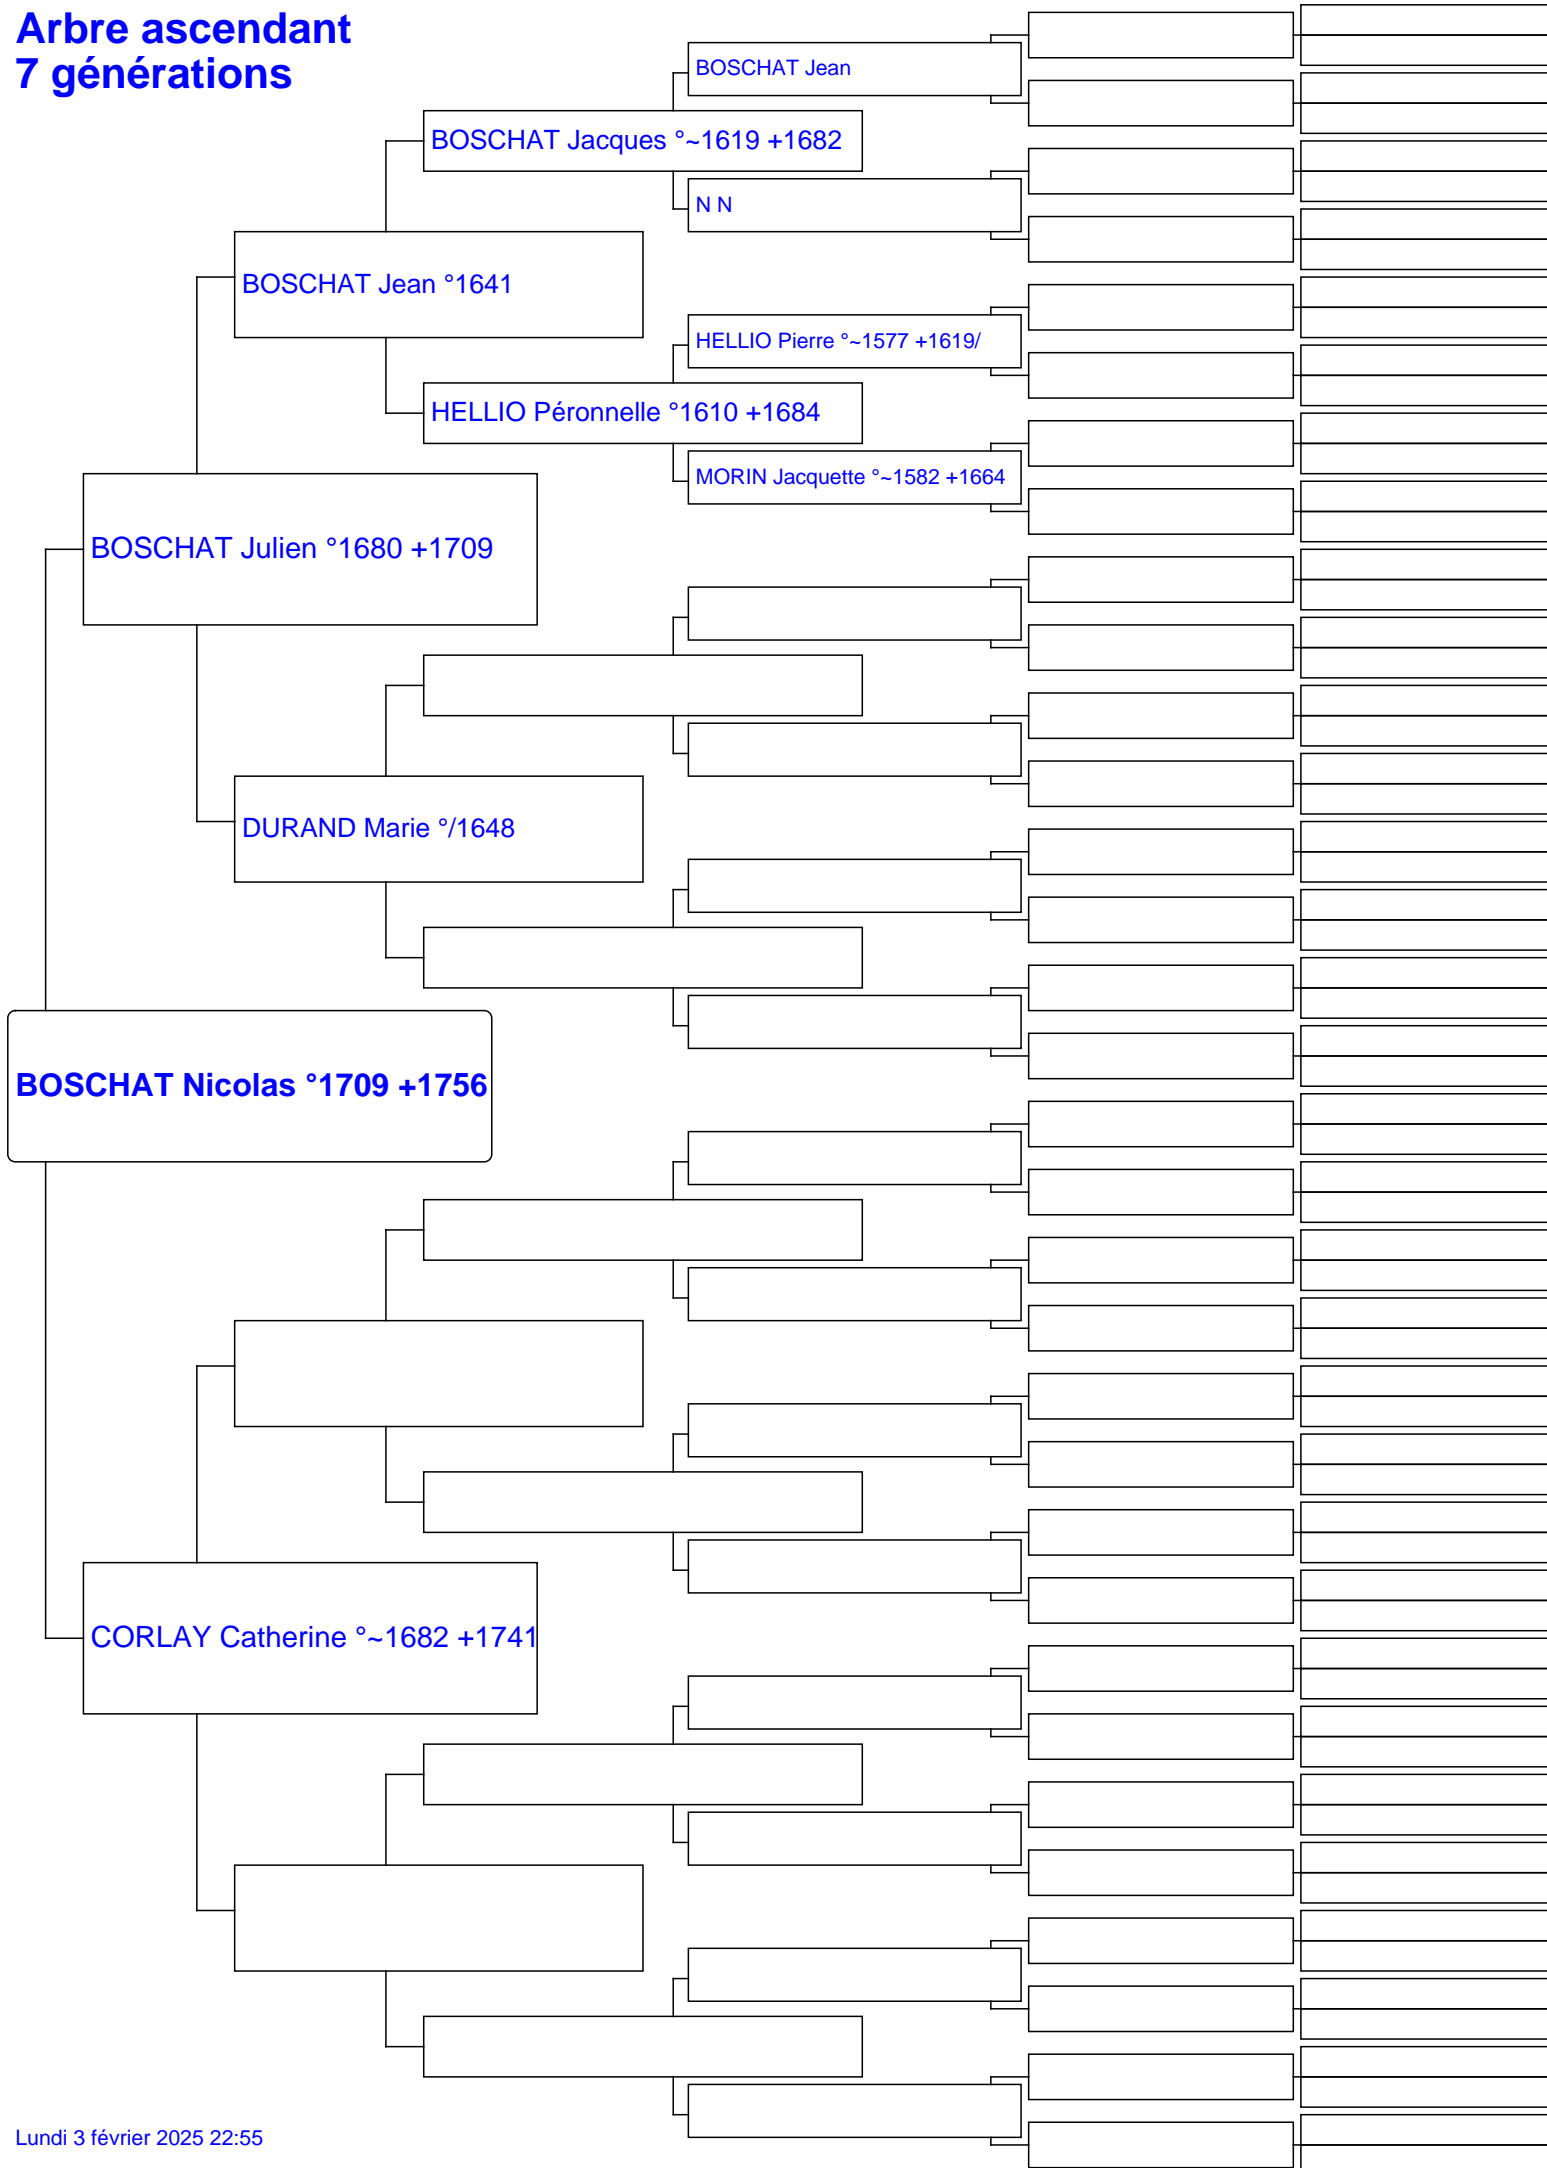 Arbre ascendant
7 générations
BOSCHAT Jean
BOSCHAT Jacques °~1619 +1682
N N
BOSCHAT Jean °1641
HELLIO Pierre °~1577 +1619/
HELLIO Péronnelle °1610 +1684
MORIN Jacquette °~1582 +1664
BOSCHAT Julien °1680 +1709
DURAND Marie °/1648
BOSCHAT Nicolas °1709 +1756
CORLAY Catherine °~1682 +1741
Lundi 3 février 2025 22:55